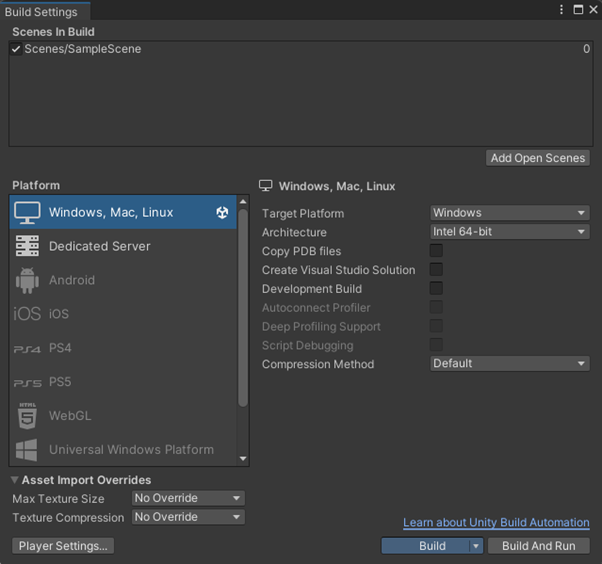 Build Settings
Scenes In Build
Scenes/SampleScene 0
Add Open Scenes
Platform
Windows, Mac, Linux
Dedicated Server
Android
iOS iOS
PS4 PS4
PS5 PS5
HTML 5 WebGL
Universal Windows Platform
Windows, Mac, Linux
Target Platform Windows
Architecture Intel 64-bit
Copy PDB files
Create Visual Studio Solution
Development Build
Autoconnect Profiler
Deep Profiling Support
Script Debugging
Compression Method Default
Asset Import Overrides
Max Texture Size No Override
Texture Compression No Override
Learn about Unity Build Automation
Player Settings... Build Build And Run